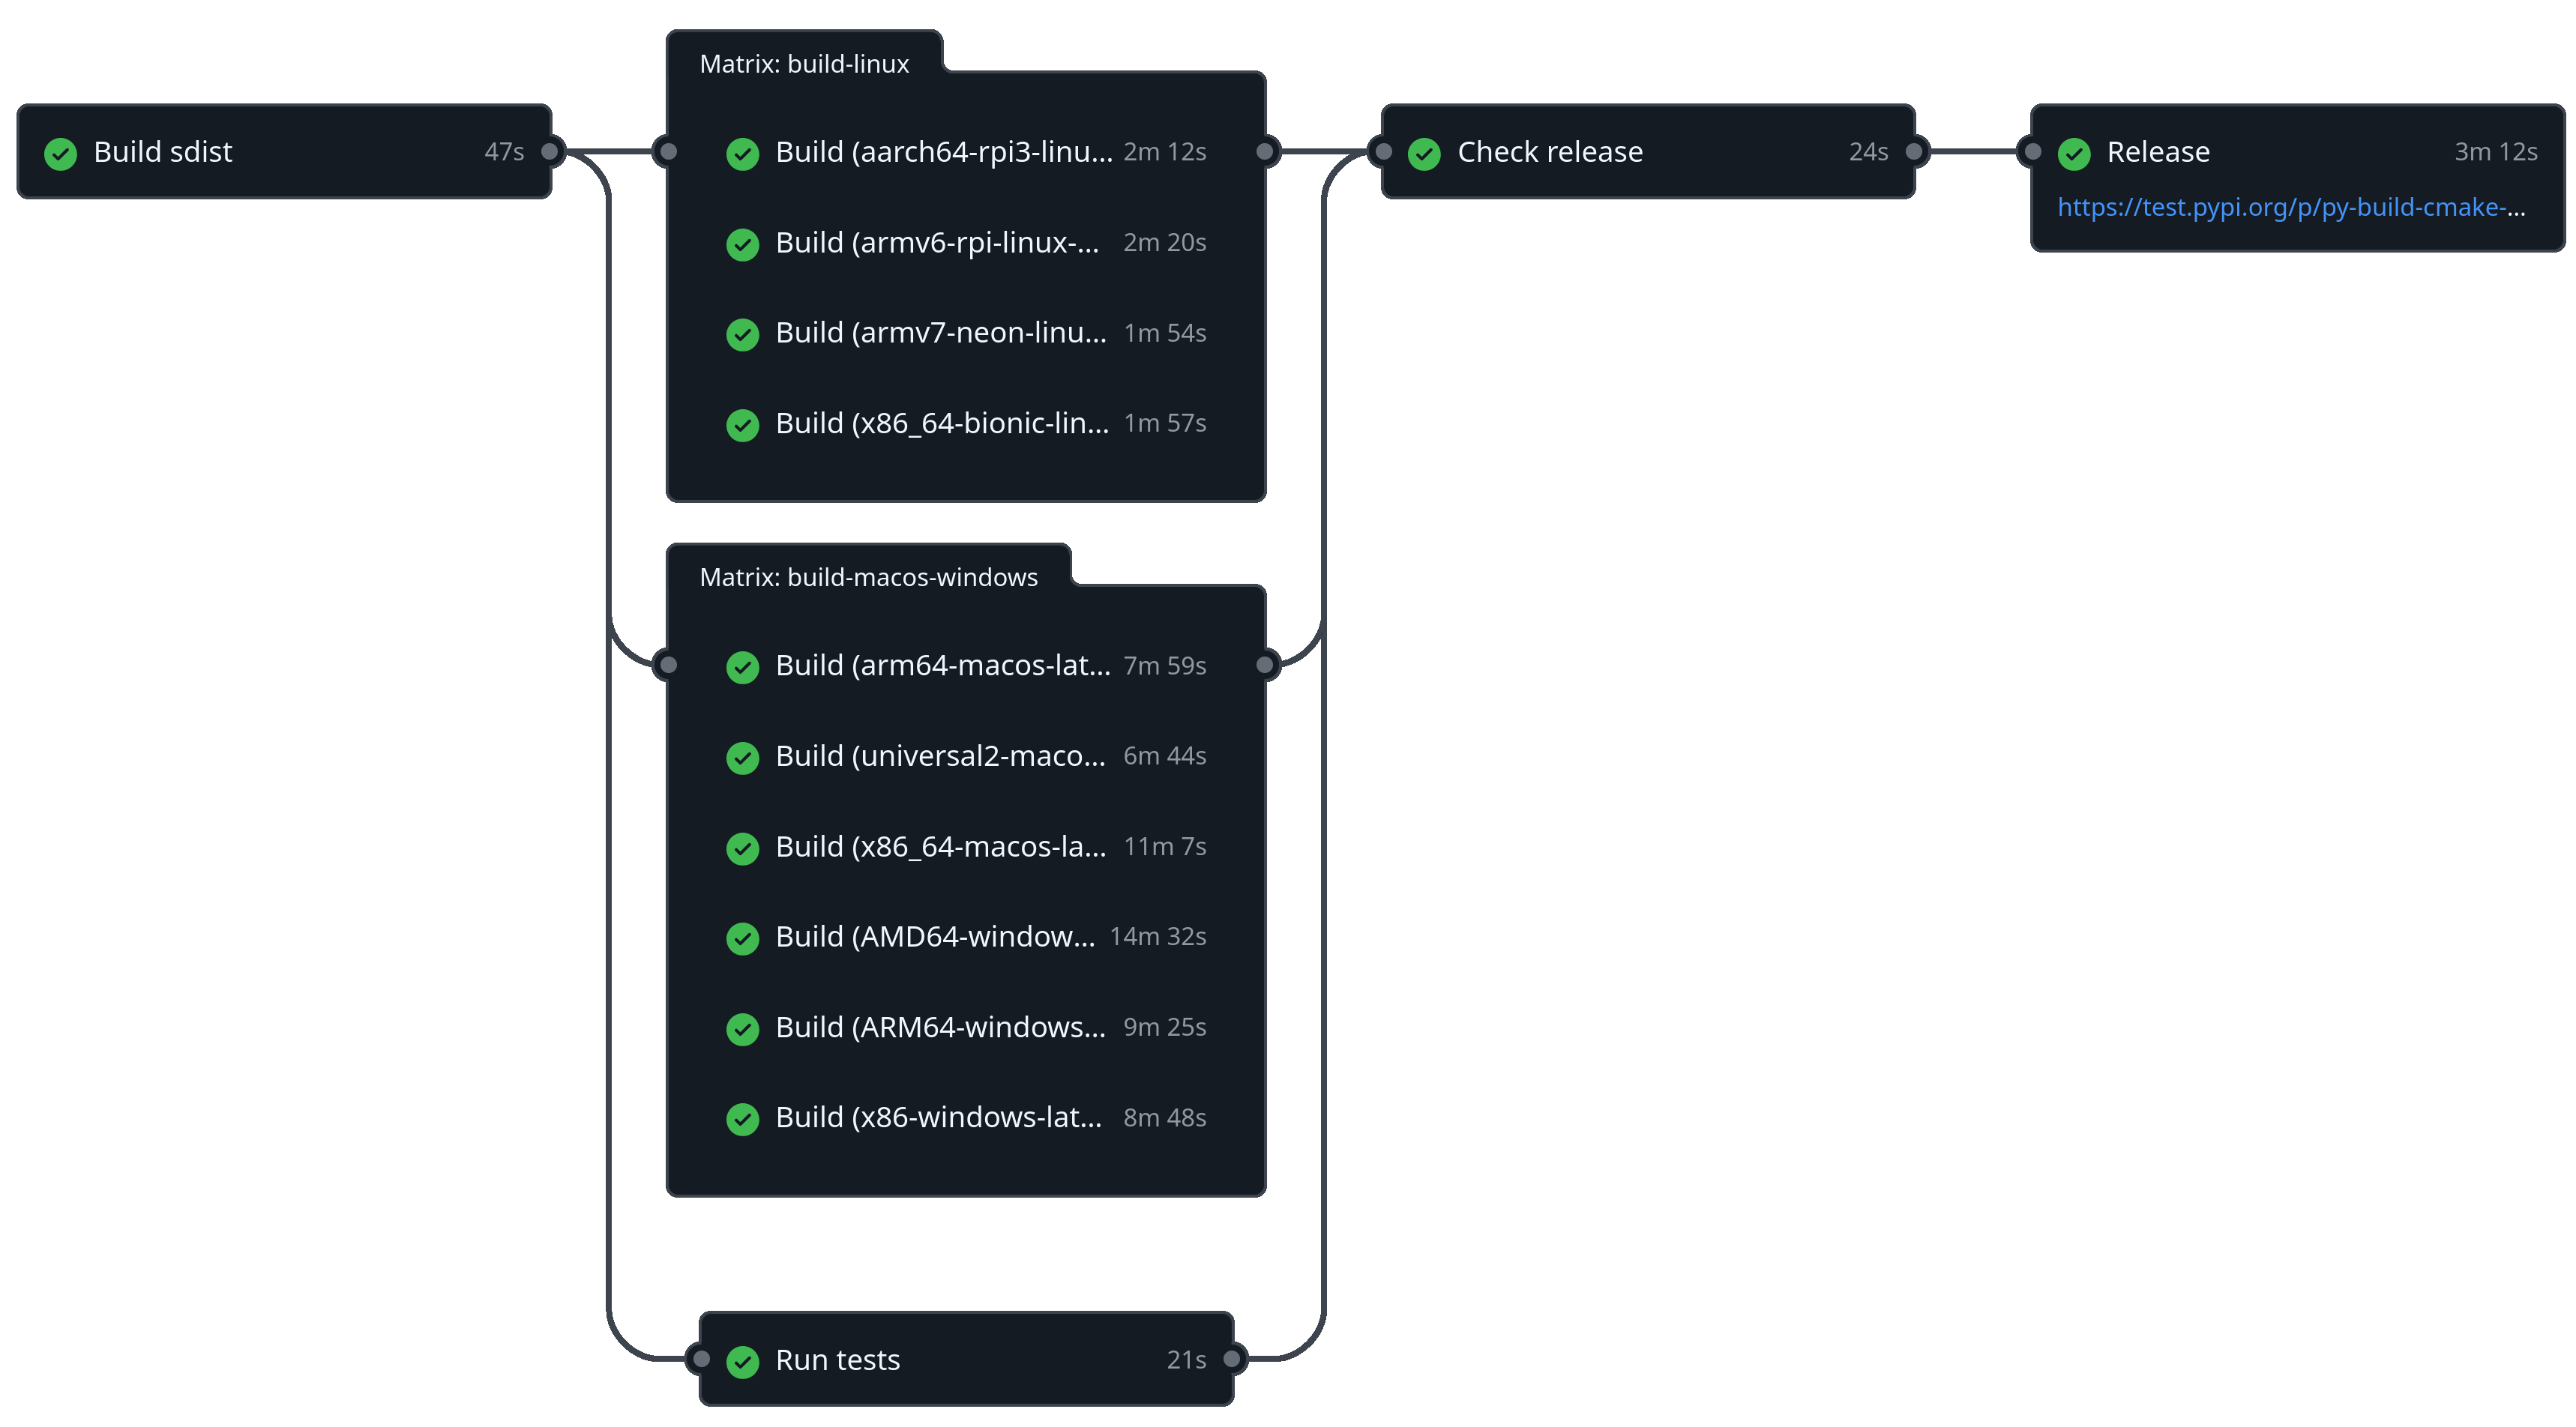 Build sdist 47s
Matrix: build-linux
Build (aarch64-rpi3-linu... 2m 12s
Build (armv6-rpi-linux-... 2m 20s
Build (armv7-neon-linu... 1m 54s
Build (x86_64-bionic-lin... 1m 57s
Matrix: build-macos-windows
Build (arm64-macos-lat... 7m 59s
Build (universal2-maco... 6m 44s
Build (x86_64-macos-la... 11m 7s
Build (AMD64-window... 14m 32s
Build (ARM64-windows... 9m 25s
Build (x86-windows-lat... 8m 48s
Run tests 21s
Check release 24s
Release 3m 12s
https://test.pypi.org/p/py-build-cmake-...